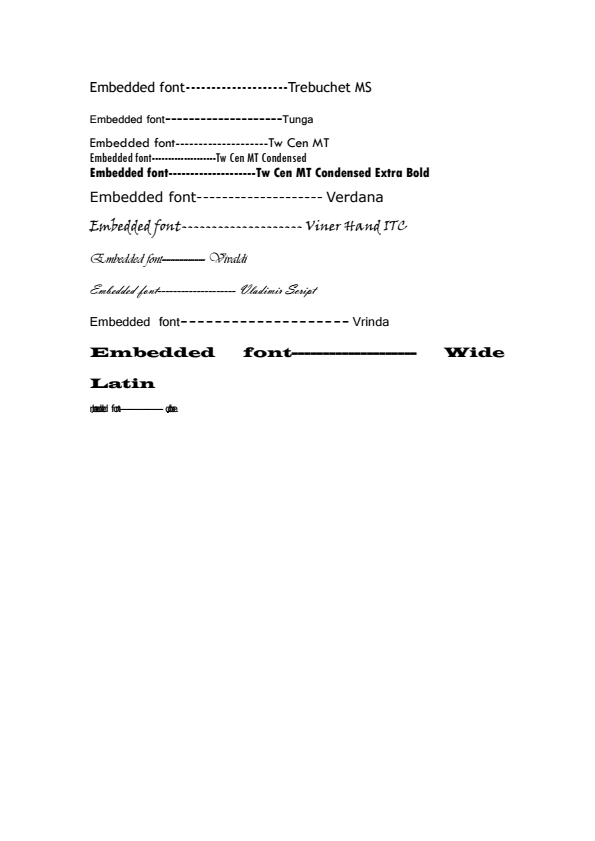 Embedded font--------------------Trebuchet MS
Embedded font--------------------Tunga
Embedded font--------------------Tw Cen MT
Embedded font--------------------Tw Cen MT Condensed
Embedded font--------------------Tw Cen MT Condensed Extra Bold
Embedded font-------------------- Verdana
Embedded font-------------------- Viner Hand ITC
Embedded font-------------------- Vivaldi
Embedded font-------------------- Vladimir Script
Embedded font-------------------- Vrinda
Embedded font-------------------- Wide
Latin
font--------------------